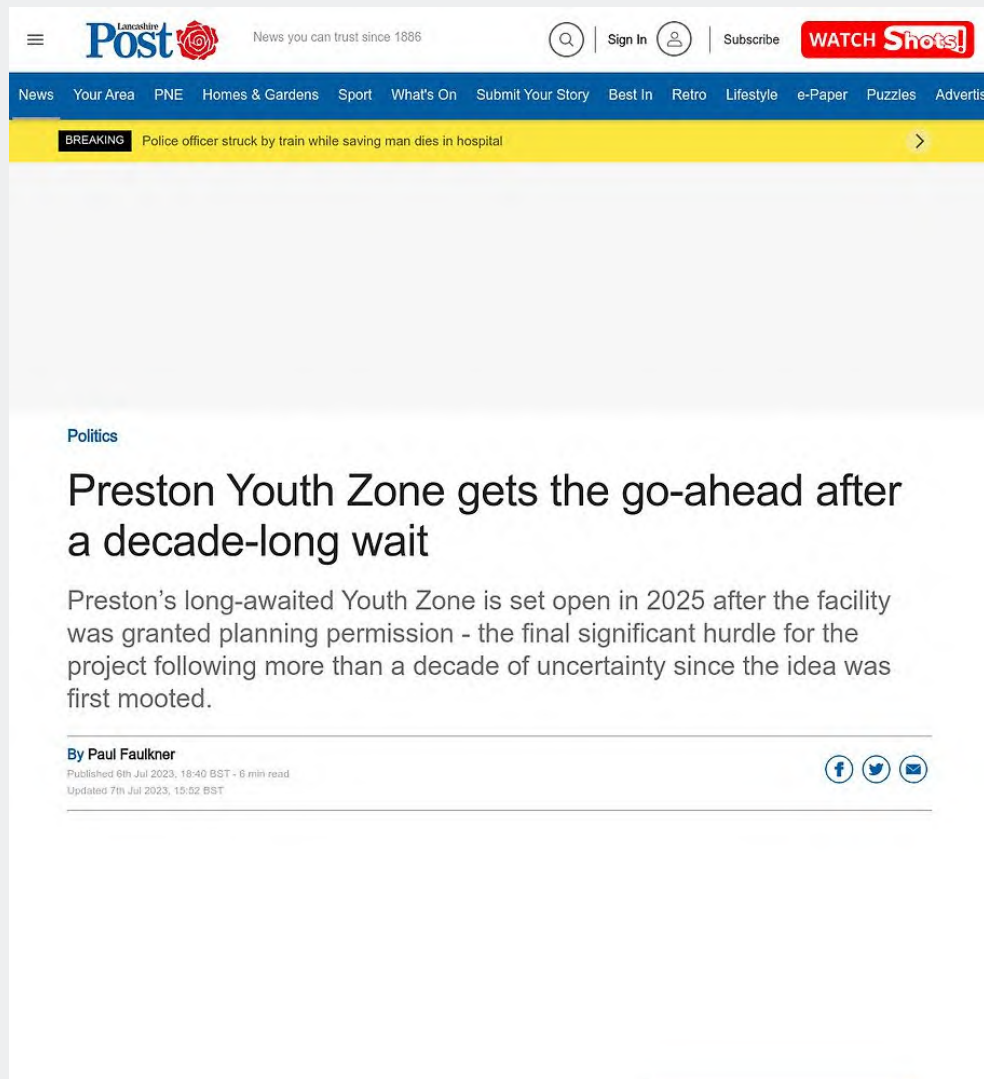 Lancashire
Post
News you can trust since 1886
Sign In
Subscribe
WATCH Shots!
News Your Area PNE Homes & Gardens Sport What's On Submit Your Story Best In Retro Lifestyle e-Paper Puzzles Advertis
BREAKING Police officer struck by train while saving man dies in hospital
Politics
Preston Youth Zone gets the go-ahead after
a decade-long wait
Preston’s long-awaited Youth Zone is set open in 2025 after the facility
was granted planning permission - the final significant hurdle for the
project following more than a decade of uncertainty since the idea was
first mooted.
By Paul Faulkner
Published 6th Jul 2023, 18:40 BST - 6 min read
Updated 7th Jul 2023, 15:52 BST